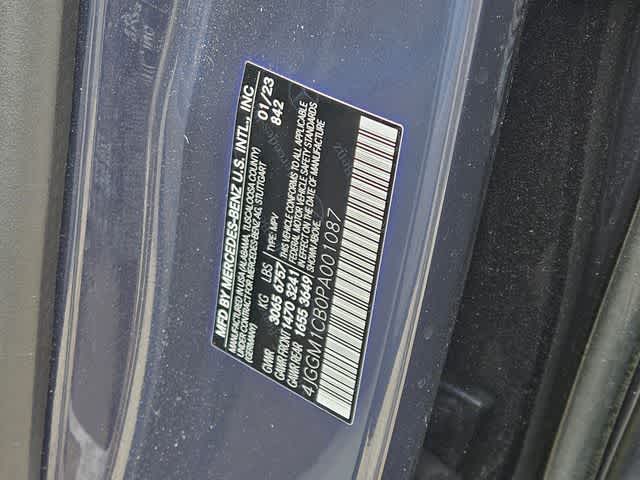 MFD BY MERCEDES-BENZ U.S. INTL., INC
MANUFACTURED IN U.S.A. (ALABAMA, TUSCALOOSA COUNTY)
UNDER CONTRACTOR FOR MERCEDES-BENZ AG, STUTTGART
(GERMANY)
01/23
842
KG LBS
GVWR 3065 6757
GAWR FRONT 1470 3241
GAWR REAR 1655 3649
TYPE: MPV
THIS VEHICLE CONFORMS TO ALL APPLICABLE
FEDERAL MOTOR VEHICLE SAFETY STANDARDS
IN EFFECT ON THE DATE OF MANUFACTURE
SHOWN ABOVE.
4JGGM1CB0PA001087